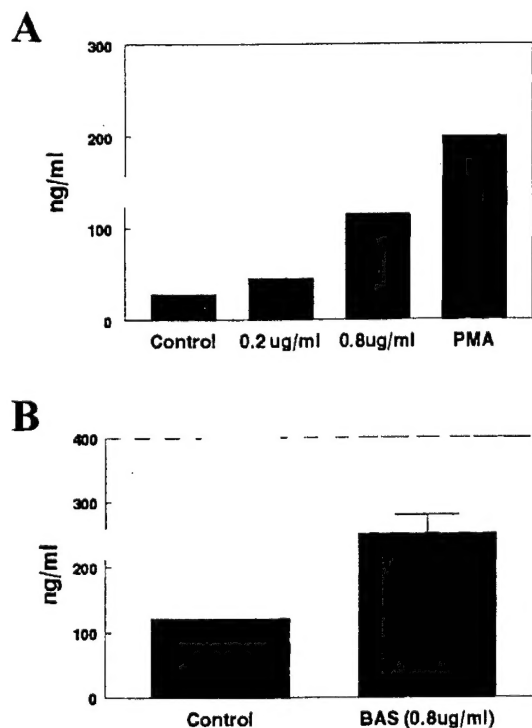 A
300
200
ng/ml
100
0
Control 0.2 ug/ml 0.8ug/ml PMA
B
400
300
ng/ml
200
100
0
Control BAS (0.8ug/ml)